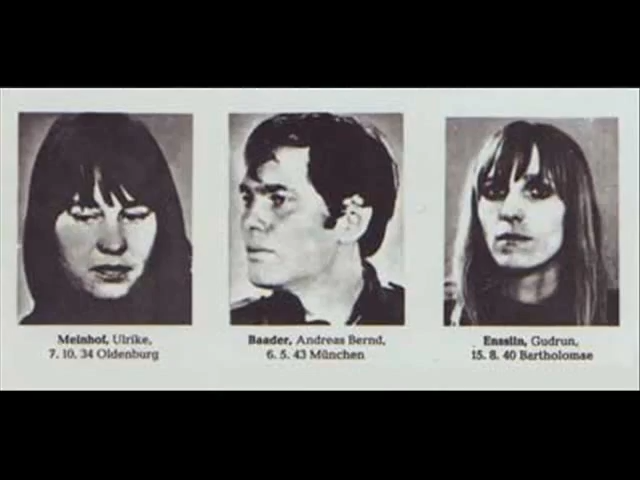 Meinhof, Ulrike,
7. 10. 34 Oldenburg
Baader, Andreas Bernd,
6. 5. 43 München
Ensslin, Gudrun,
15. 8. 40 Bartholomae